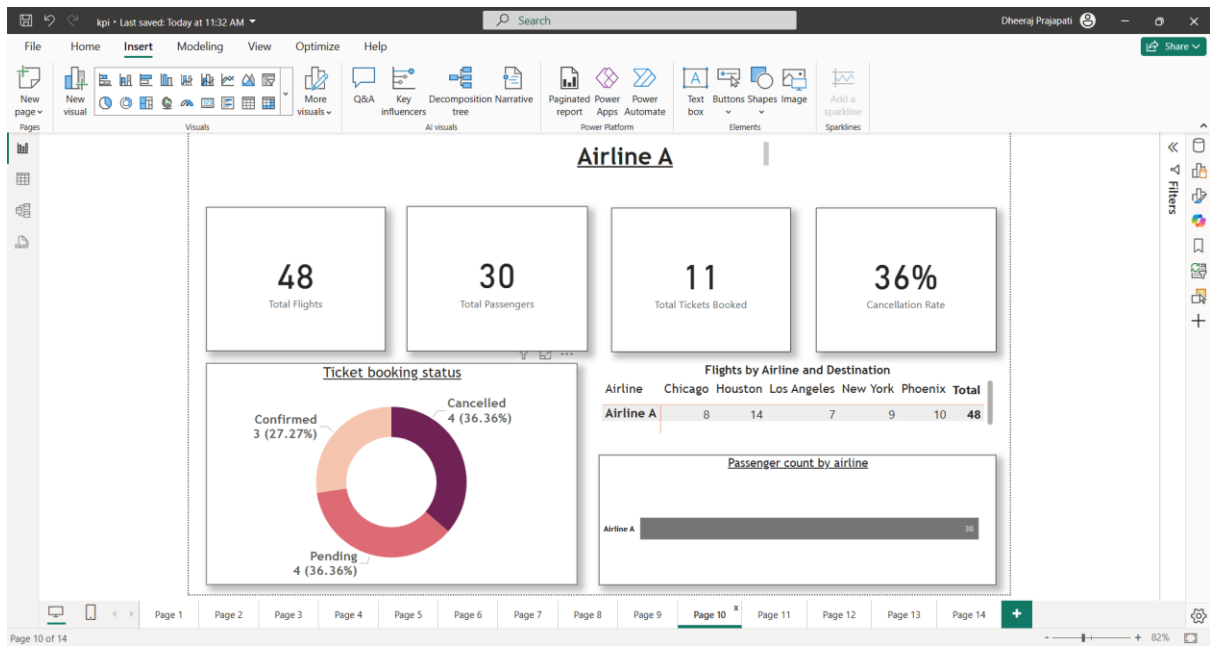 kpi • Last saved: Today at 11:32 AM
Search
Dheeraj Prajapati
File Home Insert Modeling View Optimize Help
Share
New page
New visual
More visuals
Q&A
Key influencers
Decomposition tree
Narrative
Paginated report
Power Apps
Power Automate
Text box
Buttons
Shapes
Image
Add a sparkline
Pages
Visuals
AI visuals
Power Platform
Elements
Sparklines
Filters
Airline A
48
Total Flights
30
Total Passengers
11
Total Tickets Booked
36%
Cancellation Rate
Ticket booking status
Cancelled
4 (36.36%)
Confirmed
3 (27.27%)
Pending
4 (36.36%)
Flights by Airline and Destination
Airline Chicago Houston Los Angeles New York Phoenix Total
Airline A 8 14 7 9 10 48
Passenger count by airline
Airline A 30
Page 1 Page 2 Page 3 Page 4 Page 5 Page 6 Page 7 Page 8 Page 9 Page 10 x Page 11 Page 12 Page 13 Page 14 +
Page 10 of 14
- + 82%